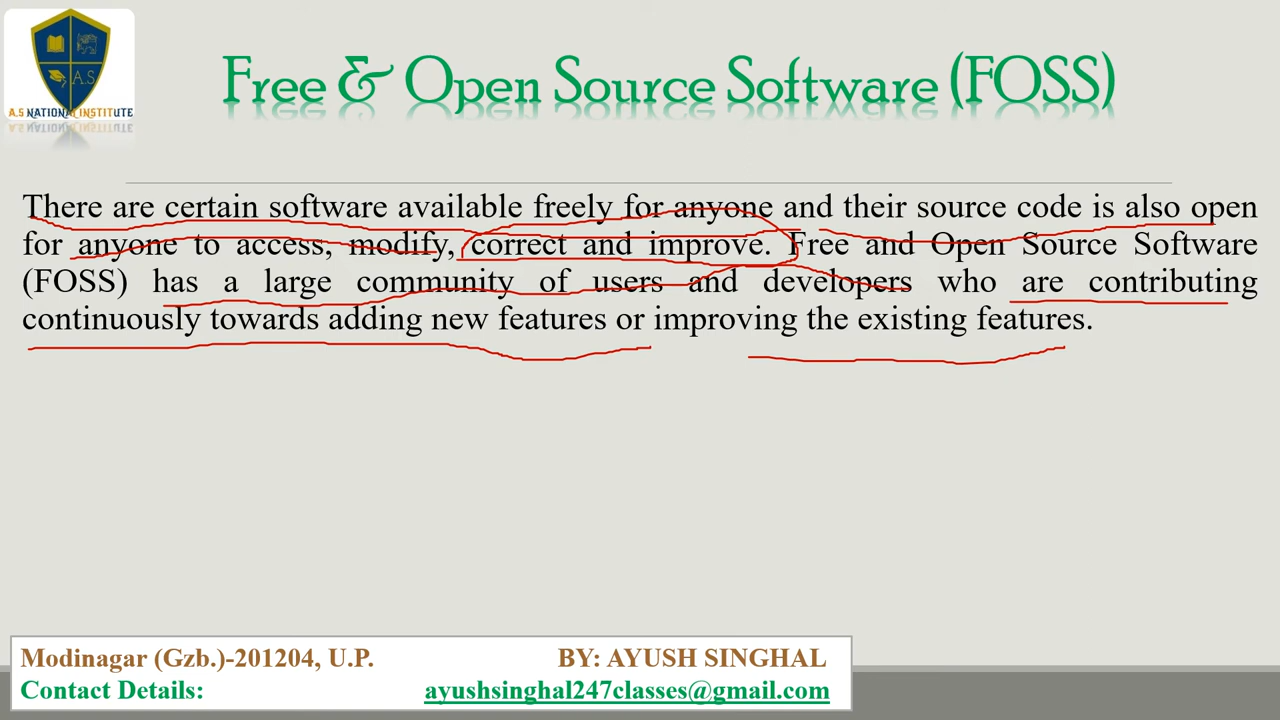 A.S
A.S NATIONAL INSTITUTE
Free & Open Source Software (FOSS)
There are certain software available freely for anyone and their source code is also open
for anyone to access, modify, correct and improve. Free and Open Source Software
(FOSS) has a large community of users and developers who are contributing
continuously towards adding new features or improving the existing features.
Modinagar (Gzb.)-201204, U.P. BY: AYUSH SINGHAL
Contact Details: ayushsinghal247classes@gmail.com